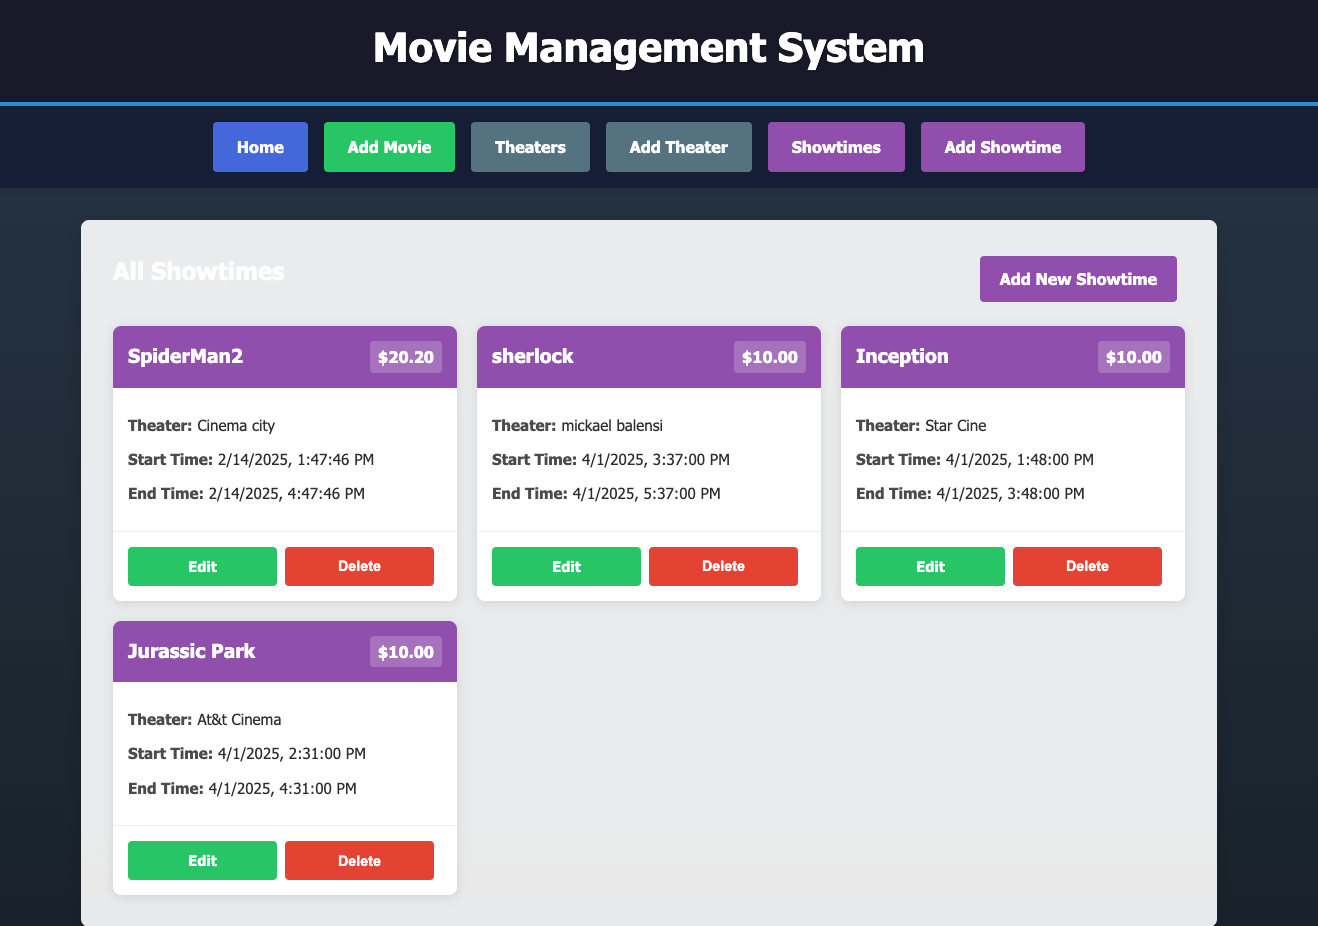 Movie Management System
Home Add Movie Theaters Add Theater Showtimes Add Showtime
All Showtimes
Add New Showtime
SpiderMan2 $20.20
Theater: Cinema city
Start Time: 2/14/2025, 1:47:46 PM
End Time: 2/14/2025, 4:47:46 PM
Edit Delete
sherlock $10.00
Theater: mickael balensi
Start Time: 4/1/2025, 3:37:00 PM
End Time: 4/1/2025, 5:37:00 PM
Edit Delete
Inception $10.00
Theater: Star Cine
Start Time: 4/1/2025, 1:48:00 PM
End Time: 4/1/2025, 3:48:00 PM
Edit Delete
Jurassic Park $10.00
Theater: At&t Cinema
Start Time: 4/1/2025, 2:31:00 PM
End Time: 4/1/2025, 4:31:00 PM
Edit Delete